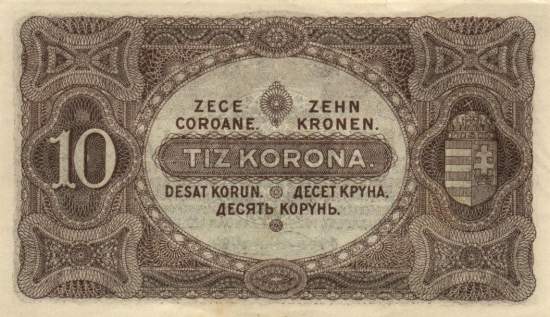 ZECE ZEHN
COROANE. KRONEN.
10
TIZ KORONA.
DESAT KORUN. ДЕСЕТ КРУНА.
ДЕСЯТЬ КОРУНЬ.